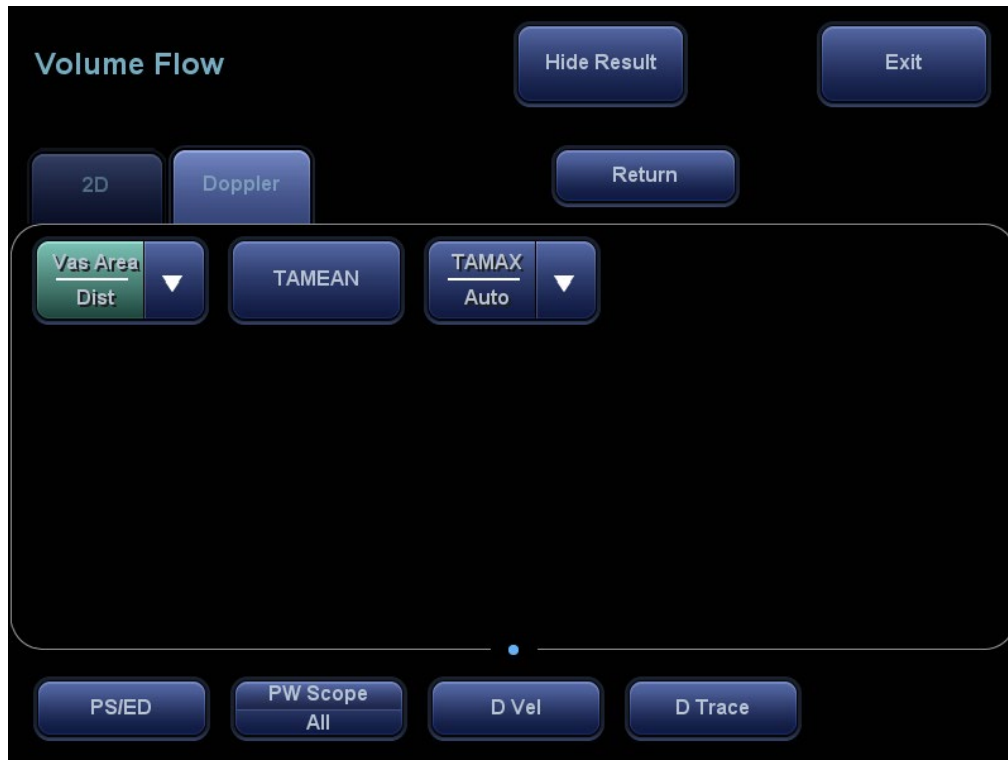 Volume Flow
Hide Result
Exit
2D
Doppler
Return
Vas Area
Dist
TAMEAN
TAMAX
Auto
PS/ED
PW Scope
All
D Vel
D Trace